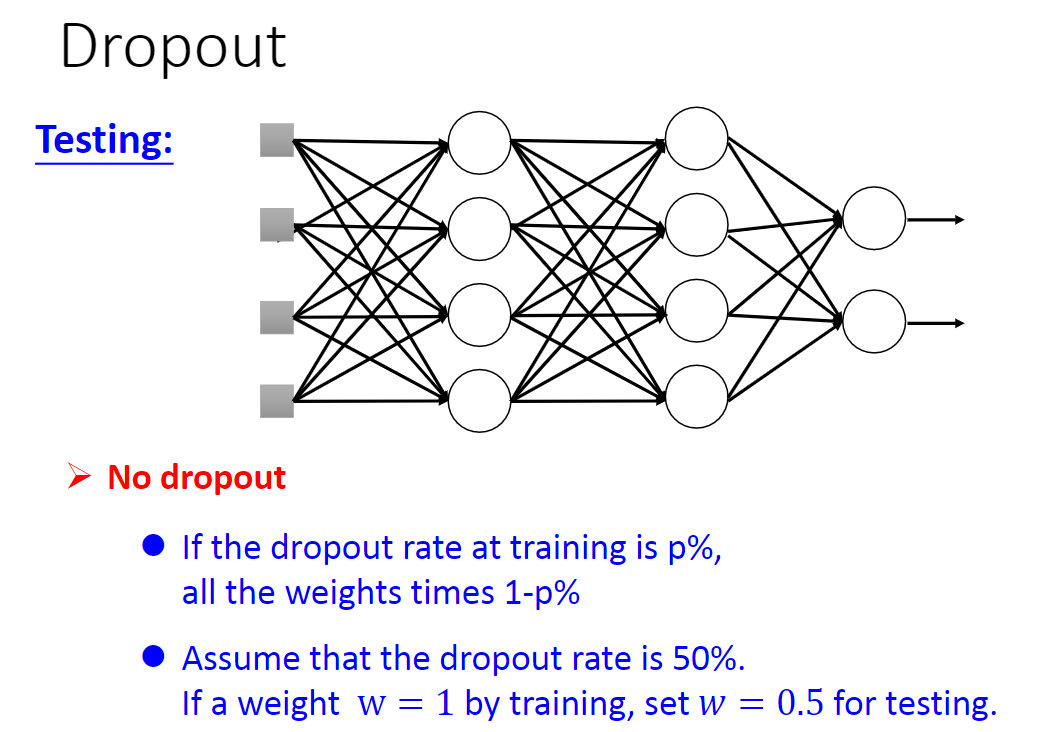 Dropout
Testing:
No dropout
If the dropout rate at training is p%,
all the weights times 1-p%
Assume that the dropout rate is 50%.
If a weight w = 1 by training, set w = 0.5 for testing.